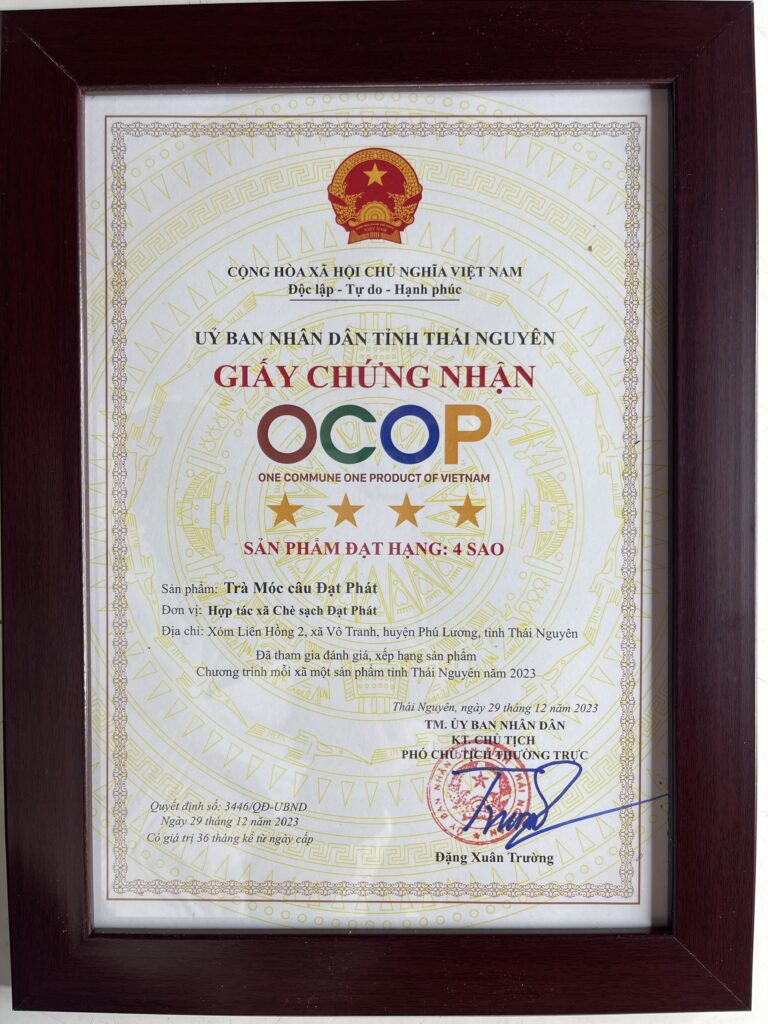 VIỆT NAM
CỘNG HÒA XÃ HỘI CHỦ NGHĨA VIỆT NAM
Độc lập - Tự do - Hạnh phúc
UỶ BAN NHÂN DÂN TỈNH THÁI NGUYÊN
GIẤY CHỨNG NHẬN
OCOP
ONE COMMUNE ONE PRODUCT OF VIETNAM
SẢN PHẨM ĐẠT HẠNG: 4 SAO
Sản phẩm: Trà Móc câu Đạt Phát
Đơn vị: Hợp tác xã Chè sạch Đạt Phát
Địa chỉ: Xóm Liên Hồng 2, xã Vô Tranh, huyện Phú Lương, tỉnh Thái Nguyên
Đã tham gia đánh giá, xếp hạng sản phẩm
Chương trình mỗi xã một sản phẩm tỉnh Thái Nguyên năm 2023
Thái Nguyên, ngày 29 tháng 12 năm 2023
TM. ỦY BAN NHÂN DÂN
KT. CHỦ TỊCH
PHÓ CHỦ TỊCH THƯỜNG TRỰC
Quyết định số: 3446/QĐ-UBND
Ngày 29 tháng 12 năm 2023
Có giá trị 36 tháng kể từ ngày cấp
Đặng Xuân Trường